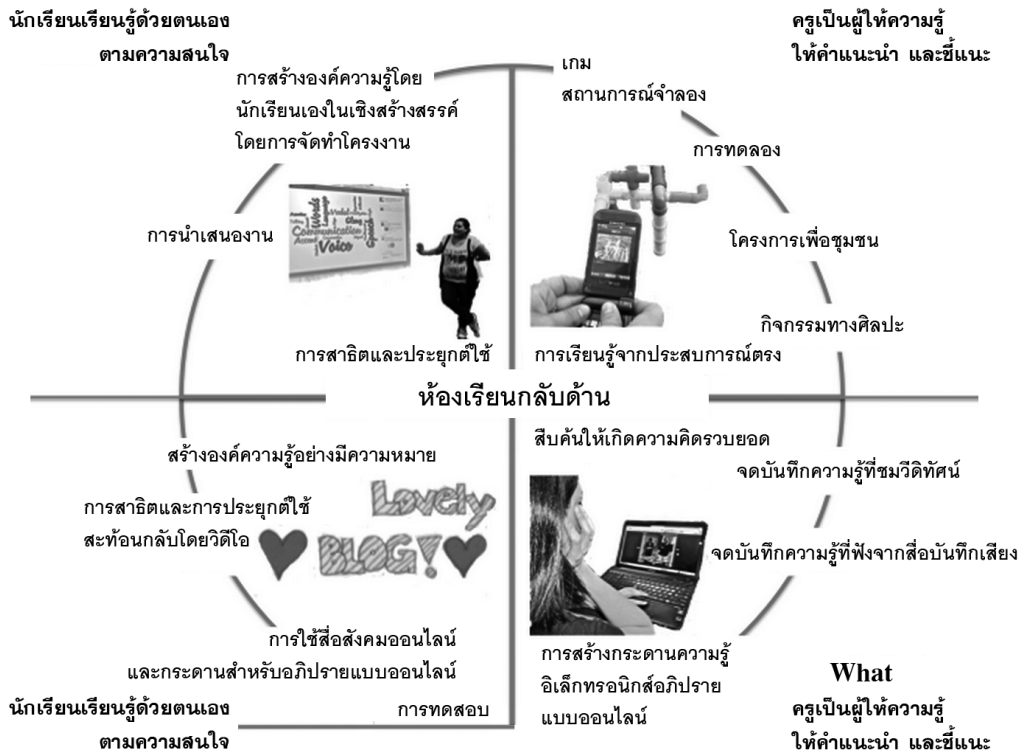 นักเรียนเรียนรู้ด้วยตนเอง
ตามความสนใจ
ครูเป็นผู้ให้ความรู้
ให้คำแนะนำ และชี้แนะ
การสร้างองค์ความรู้โดย
นักเรียนเองในเชิงสร้างสรรค์
โดยการจัดทำโครงงาน
เกม
สถานการณ์จำลอง
การทดลอง
การนำเสนองาน
Words
Language
Communication
Voice
Speech
โครงการเพื่อชุมชน
กิจกรรมทางศิลปะ
การสาธิตและประยุกต์ใช้
การเรียนรู้จากประสบการณ์ตรง
ห้องเรียนกลับด้าน
สืบค้นให้เกิดความคิดรวบยอด
สร้างองค์ความรู้อย่างมีความหมาย
จดบันทึกความรู้ที่ชมวีดิทัศน์
การสาธิตและการประยุกต์ใช้
สะท้อนกลับโดยวิดีโอ
Lovely
BLOG!
จดบันทึกความรู้ที่ฟังจากสื่อบันทึกเสียง
การใช้สื่อสังคมออนไลน์
และกระดานสำหรับอภิปรายแบบออนไลน์
การทดสอบ
การสร้างกระดานความรู้
อิเล็กทรอนิกส์อภิปราย
แบบออนไลน์
นักเรียนเรียนรู้ด้วยตนเอง
ตามความสนใจ
What
ครูเป็นผู้ให้ความรู้
ให้คำแนะนำ และชี้แนะ